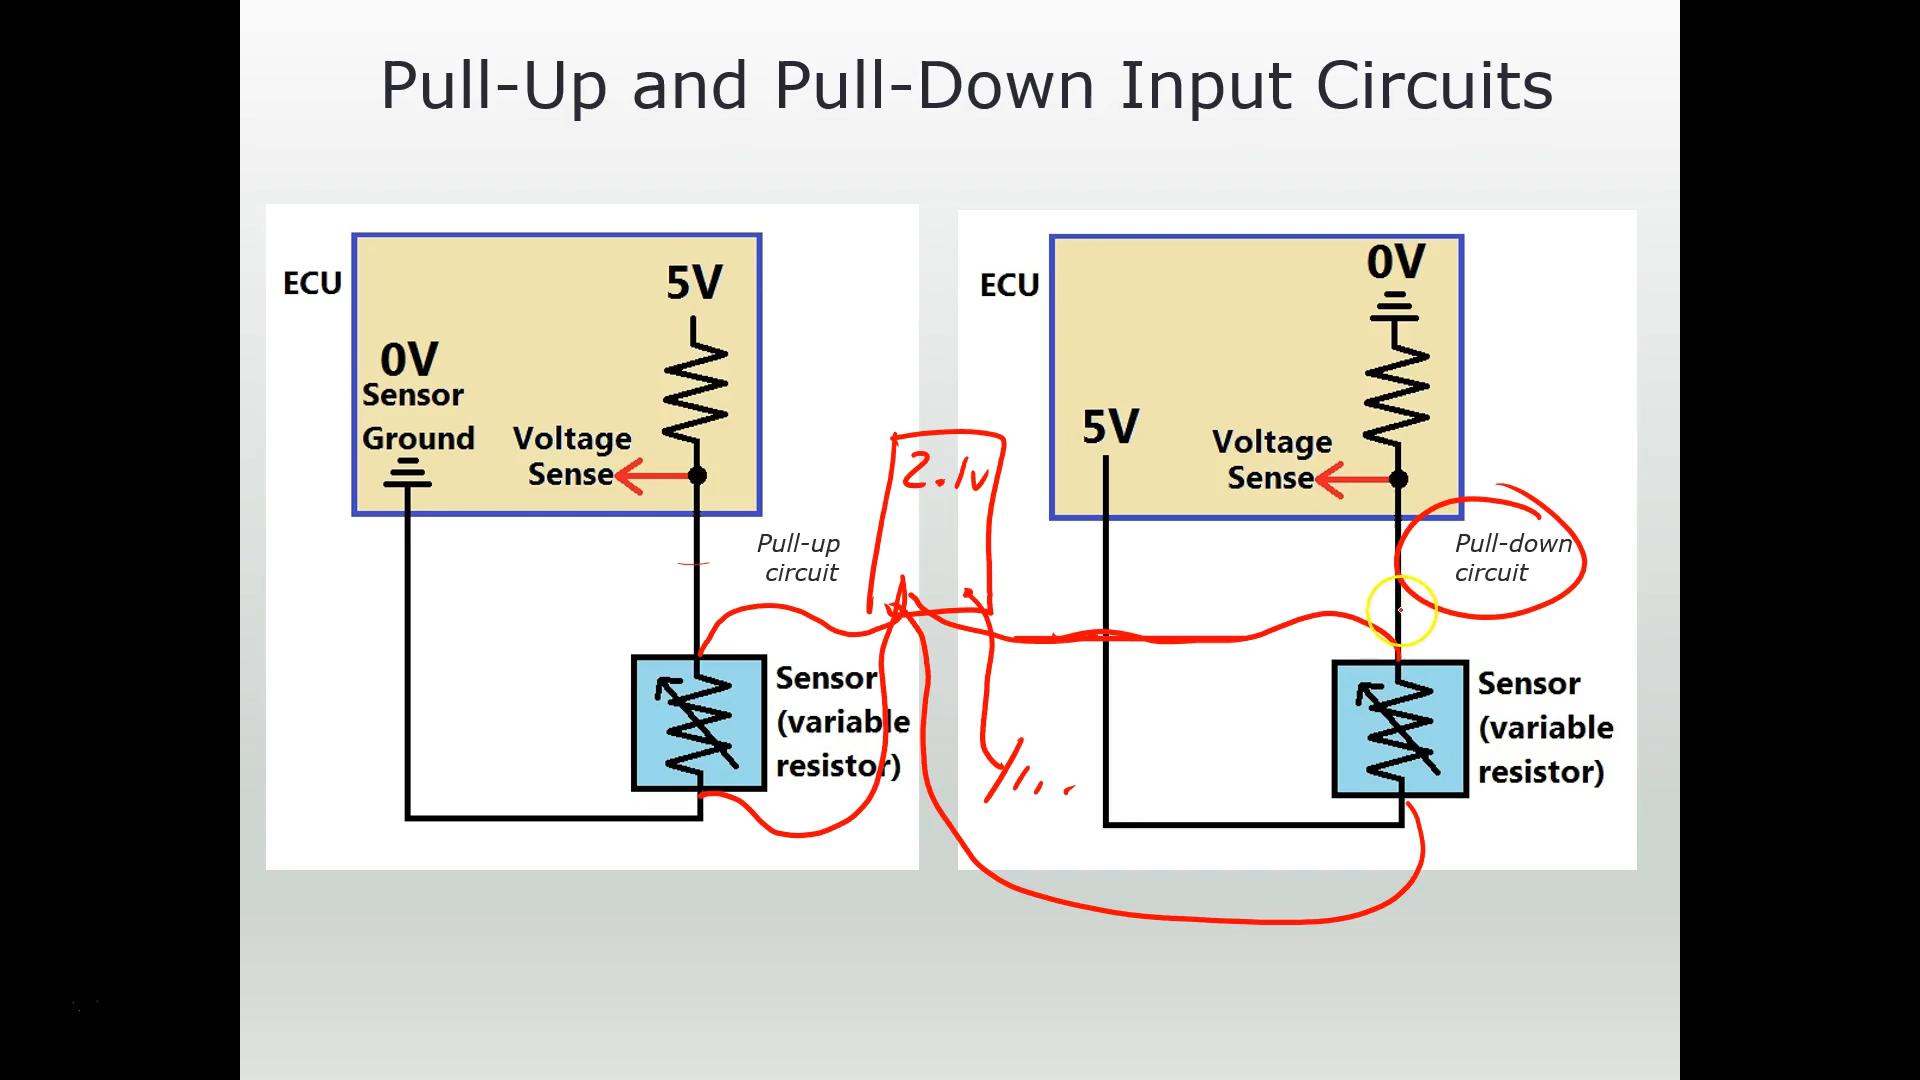 Pull-Up and Pull-Down Input Circuits
ECU
5V
0V
Sensor
Ground
Voltage
Sense
Pull-up
circuit
Sensor
(variable
resistor)
2.1v
ECU
0V
5V
Voltage
Sense
Pull-down
circuit
Sensor
(variable
resistor)